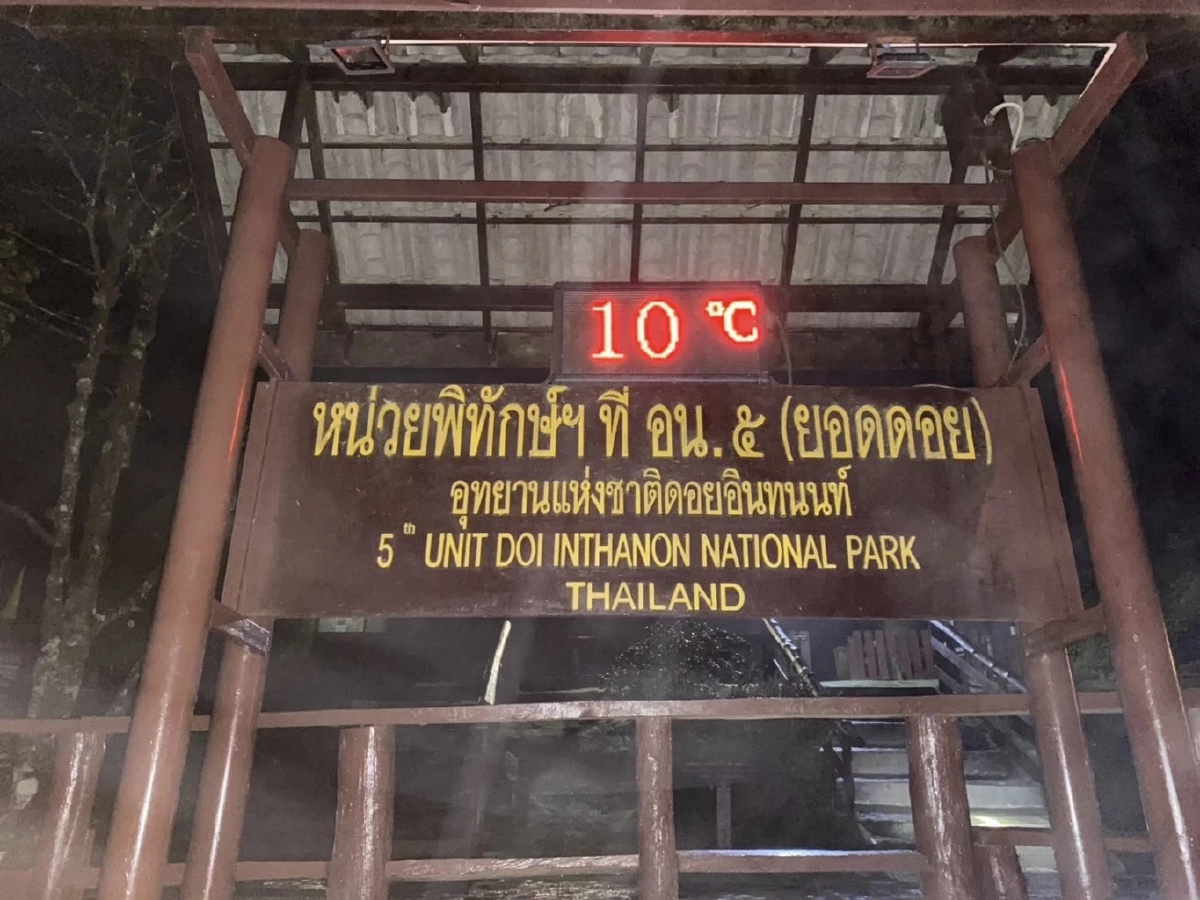 10 °C
หน่วยพิทักษ์ฯ ที่ อน. ๕ (ยอดดอย)
อุทยานแห่งชาติดอยอินทนนท์
5th UNIT DOI INTHANON NATIONAL PARK
THAILAND